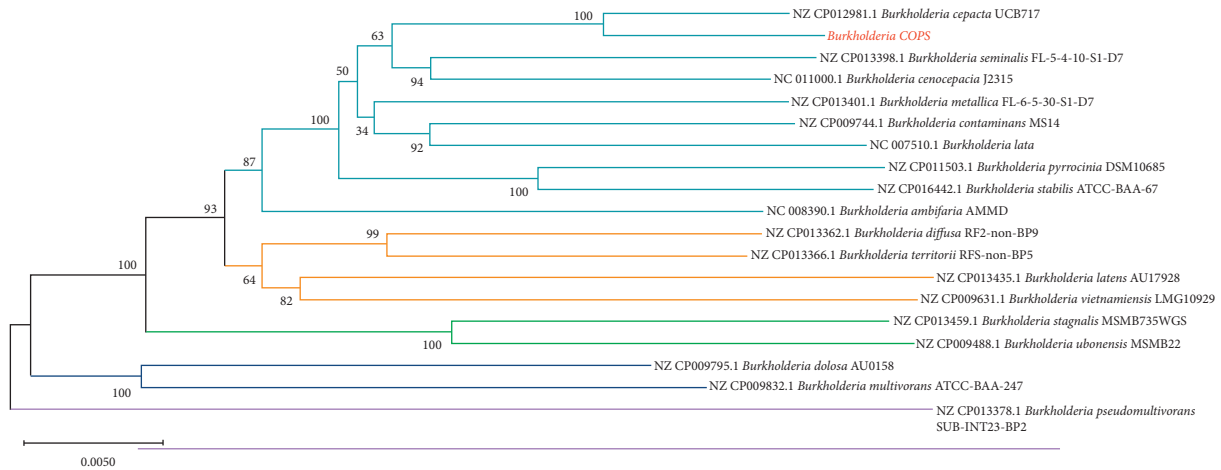 100
NZ CP012981.1 Burkholderia cepacta UCB717
Burkholderia COPS
63
NZ CP013398.1 Burkholderia seminalis FL-5-4-10-S1-D7
94
NC 011000.1 Burkholderia cenocepacia J2315
50
NZ CP013401.1 Burkholderia metallica FL-6-5-30-S1-D7
100
34
NZ CP009744.1 Burkholderia contaminans MS14
92
NC 007510.1 Burkholderia lata
87
NZ CP011503.1 Burkholderia pyrrocinia DSM10685
100
NZ CP016442.1 Burkholderia stabilis ATCC-BAA-67
93
NC 008390.1 Burkholderia ambifaria AMMD
99
NZ CP013362.1 Burkholderia diffusa RF2-non-BP9
NZ CP013366.1 Burkholderia territorii RFS-non-BP5
100
64
NZ CP013435.1 Burkholderia latens AU17928
82
NZ CP009631.1 Burkholderia vietnamiensis LMG10929
NZ CP013459.1 Burkholderia stagnalis MSMB735WGS
100
NZ CP009488.1 Burkholderia ubonensis MSMB22
NZ CP009795.1 Burkholderia dolosa AU0158
100
NZ CP009832.1 Burkholderia multivorans ATCC-BAA-247
NZ CP013378.1 Burkholderia pseudomultivorans
SUB-INT23-BP2
0.0050